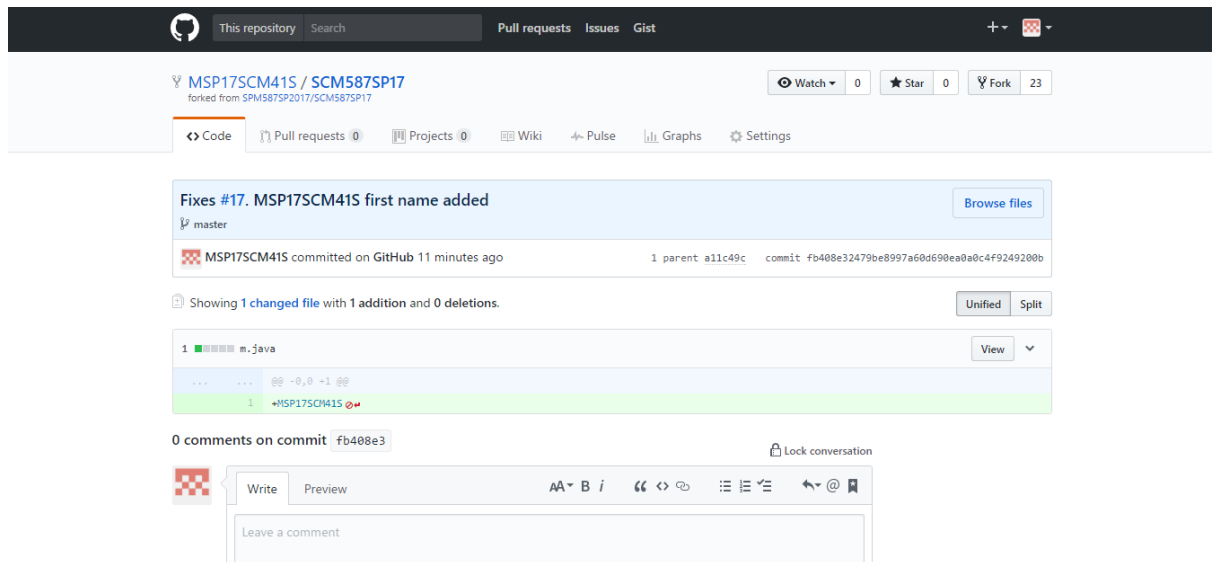 This repository Search Pull requests Issues Gist
MSP17SCM41S / SCM587SP17 Watch 0 Star 0 Fork 23
forked from SPM587SP2017/SCM587SP17
Code Pull requests 0 Projects 0 Wiki Pulse Graphs Settings
Fixes #17. MSP17SCM41S first name added Browse files
master
MSP17SCM41S committed on GitHub 11 minutes ago 1 parent a11c49c commit fb408e32479be8997a60d690ea0a0c4f9249200b
Showing 1 changed file with 1 addition and 0 deletions. Unified Split
1 m.java View
... ... @@ -0,0 +1 @@
1 +MSP17SCM41S
0 comments on commit fb408e3 Lock conversation
Write Preview AA B i “ <> @
Leave a comment